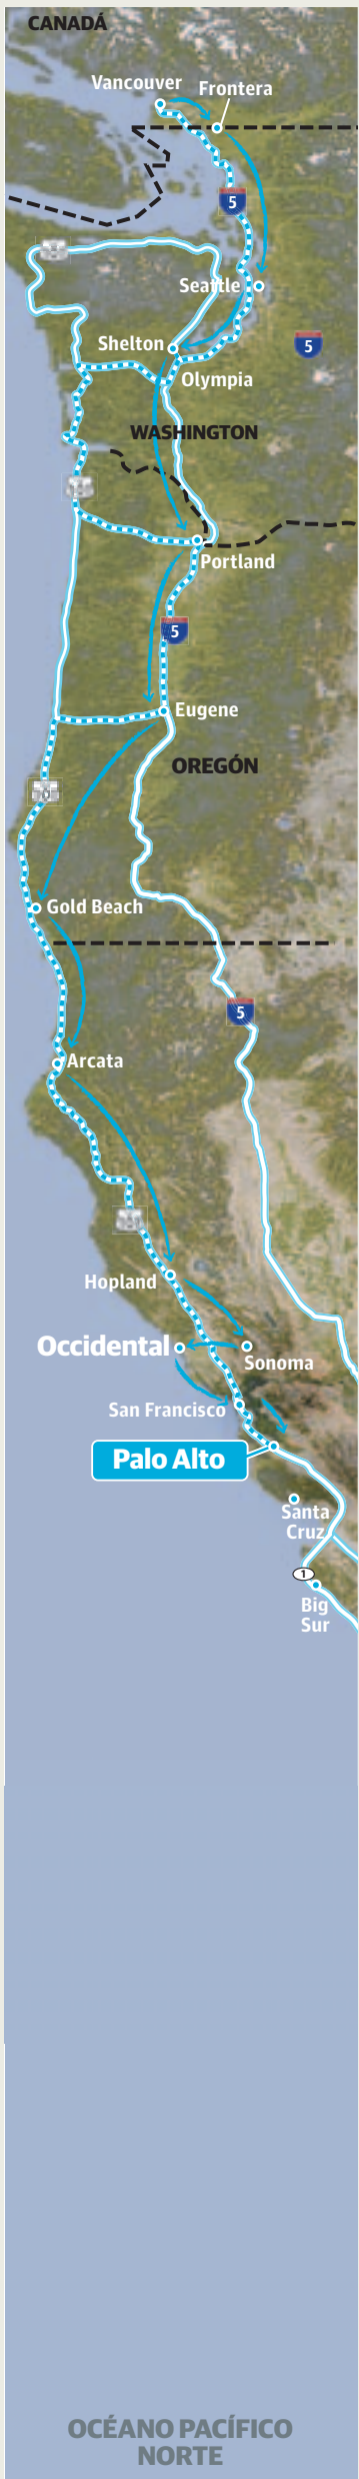 CANADÁ
Vancouver
Frontera
5
Seattle
5
Shelton
Olympia
WASHINGTON
Portland
5
Eugene
OREGÓN
Gold Beach
5
Arcata
Hopland
Occidental
Sonoma
San Francisco
Palo Alto
Santa
Cruz
1
Big
Sur
OCÉANO PACÍFICO
NORTE